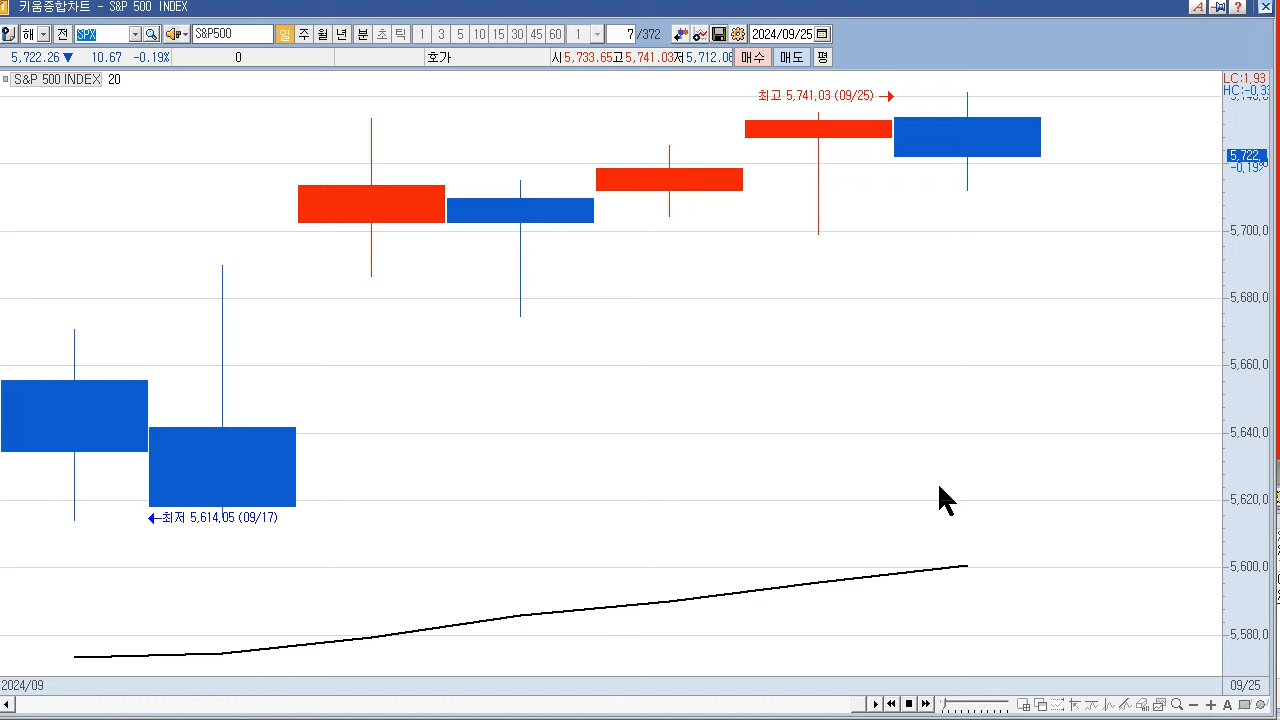 키움종합차트 - S&P 500 INDEX
해 전 SPX S&P500 일 주 월 년 분 초 틱 1 3 5 10 15 30 45 60 1 7 /372 2024/09/25
5,722.26 ▼ 10.67 -0.19% 0 호가 시 5,733.65 고 5,741.03 저 5,712.06 매수 매도 평
S&P 500 INDEX 20
LC:1.93
HC:-0.33
최고 5,741.03 (09/25) →
5,722.
-0.19%
5,700.0
5,680.0
5,660.0
5,640.0
5,620.0
←최저 5,614.05 (09/17)
5,600.0
5,580.0
2024/09 09/25